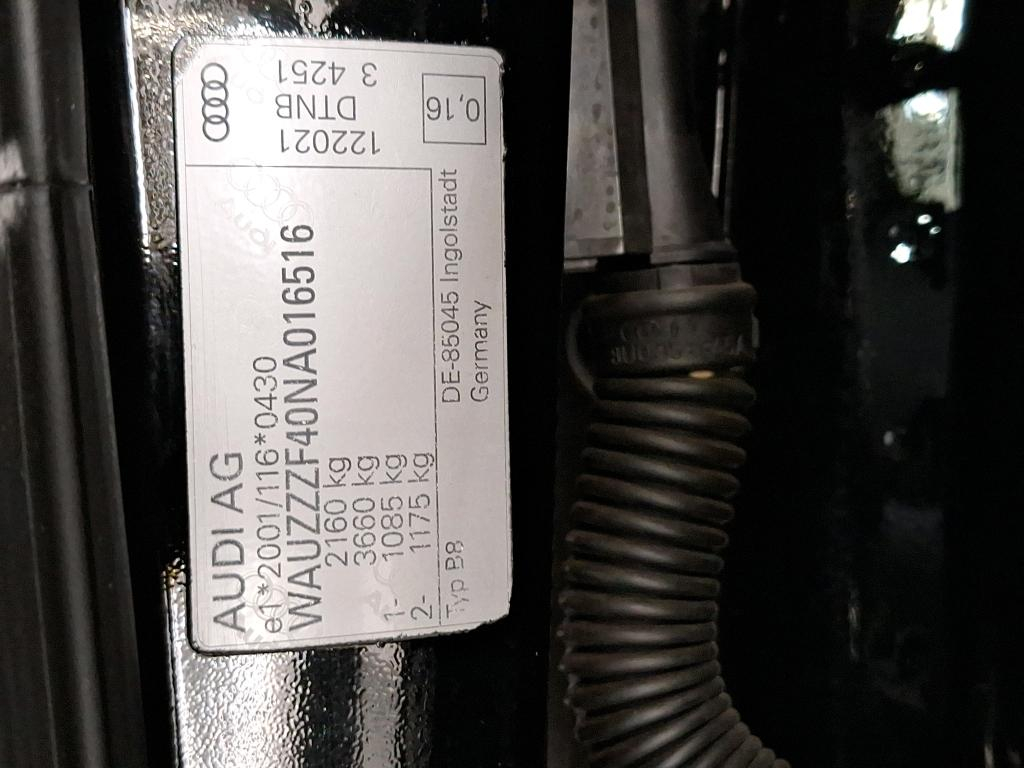 AUDI AG
e1*2001/116*0430
WAUZZZF40NA016516
2160 kg
3660 kg
1- 1085 kg
2- 1175 kg
Typ B8
DE-85045 Ingolstadt
Germany
122021
DTNB
3 4251
0,16